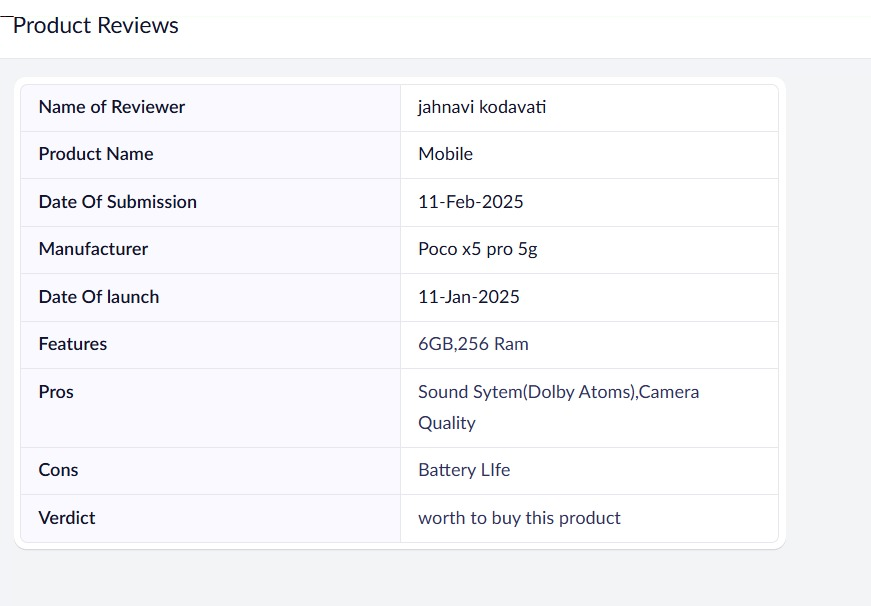 Product Reviews
Name of Reviewer jahnavi kodavati
Product Name Mobile
Date Of Submission 11-Feb-2025
Manufacturer Poco x5 pro 5g
Date Of launch 11-Jan-2025
Features 6GB,256 Ram
Pros Sound Sytem(Dolby Atoms),Camera
Quality
Cons Battery LIfe
Verdict worth to buy this product